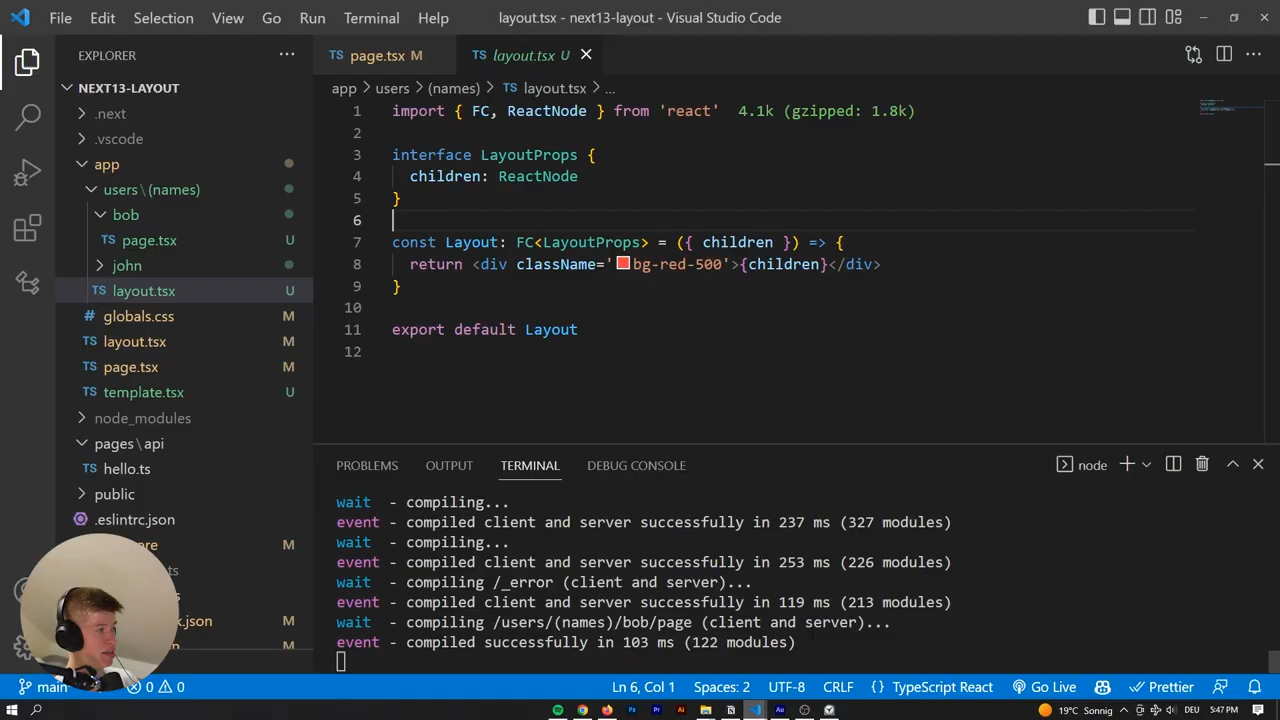 File Edit Selection View Go Run Terminal Help layout.tsx - next13-layout - Visual Studio Code
EXPLORER
NEXT13-LAYOUT
.next
.vscode
app
users\(names)
bob
TS page.tsx U
john
TS layout.tsx U
# globals.css M
TS layout.tsx M
TS page.tsx M
TS template.tsx U
node_modules
pages\api
TS hello.ts
public
.eslintrc.json
M
M
TS page.tsx M TS layout.tsx U
app users (names) TS layout.tsx ...
1 import { FC, ReactNode } from 'react' 4.1k (gzipped: 1.8k)
2
3 interface LayoutProps {
4 children: ReactNode
5 }
6
7 const Layout: FC<LayoutProps> = ({ children }) => {
8 return <div className='bg-red-500'>{children}</div>
9 }
10
11 export default Layout
12
PROBLEMS OUTPUT TERMINAL DEBUG CONSOLE node
wait - compiling...
event - compiled client and server successfully in 237 ms (327 modules)
wait - compiling...
event - compiled client and server successfully in 253 ms (226 modules)
wait - compiling /_error (client and server)...
event - compiled client and server successfully in 119 ms (213 modules)
wait - compiling /users/(names)/bob/page (client and server)...
event - compiled successfully in 103 ms (122 modules)
main 0 0 Ln 6, Col 1 Spaces: 2 UTF-8 CRLF { } TypeScript React Go Live Prettier
19°C Sonnig DEU 5:47 PM